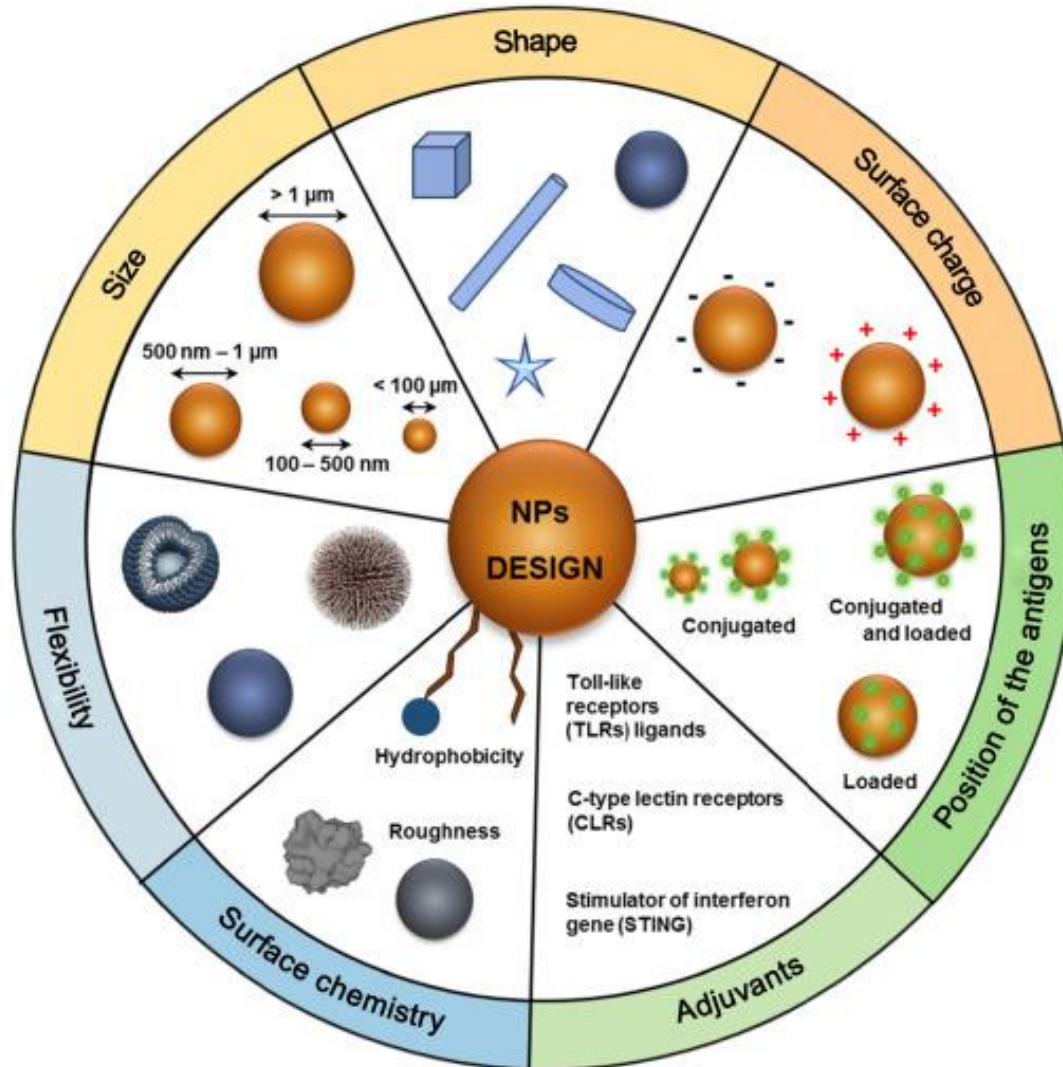 Shape
Surface charge
Position of the antigens
Adjuvants
Surface chemistry
Flexibility
Size
> 1 µm
500 nm – 1 µm
< 100 µm
100 – 500 nm
- - - - - - - -
+ + + + + + + +
NPs
DESIGN
Conjugated
Conjugated
and loaded
Loaded
Toll-like
receptors
(TLRs) ligands
C-type lectin receptors
(CLRs)
Stimulator of interferon
gene (STING)
Hydrophobicity
Roughness